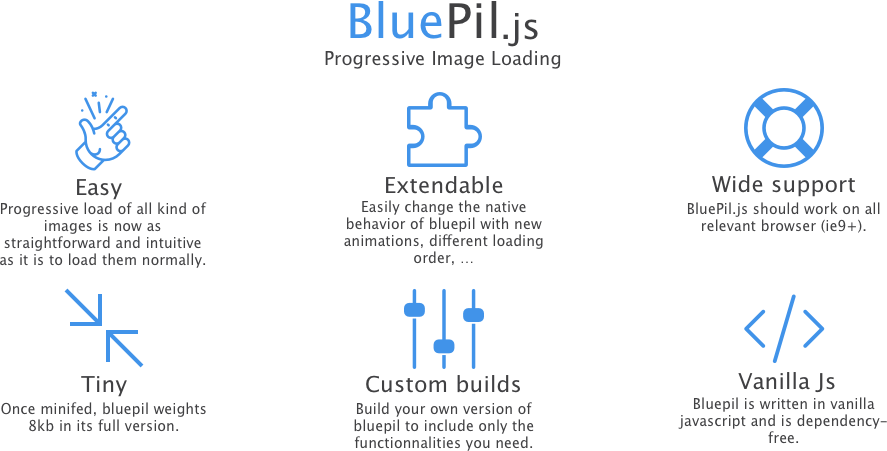 BluePil.js
Progressive Image Loading
Easy
Progressive load of all kind of
images is now as
straightforward and intuitive
as it is to load them normally.
Extendable
Easily change the native
behavior of bluepil with new
animations, different loading
order, …
Wide support
BluePil.js should work on all
relevant browser (ie9+).
Tiny
Once minifed, bluepil weights
8kb in its full version.
Custom builds
Build your own version of
bluepil to include only the
functionnalities you need.
Vanilla Js
Bluepil is written in vanilla
javascript and is dependency-
free.